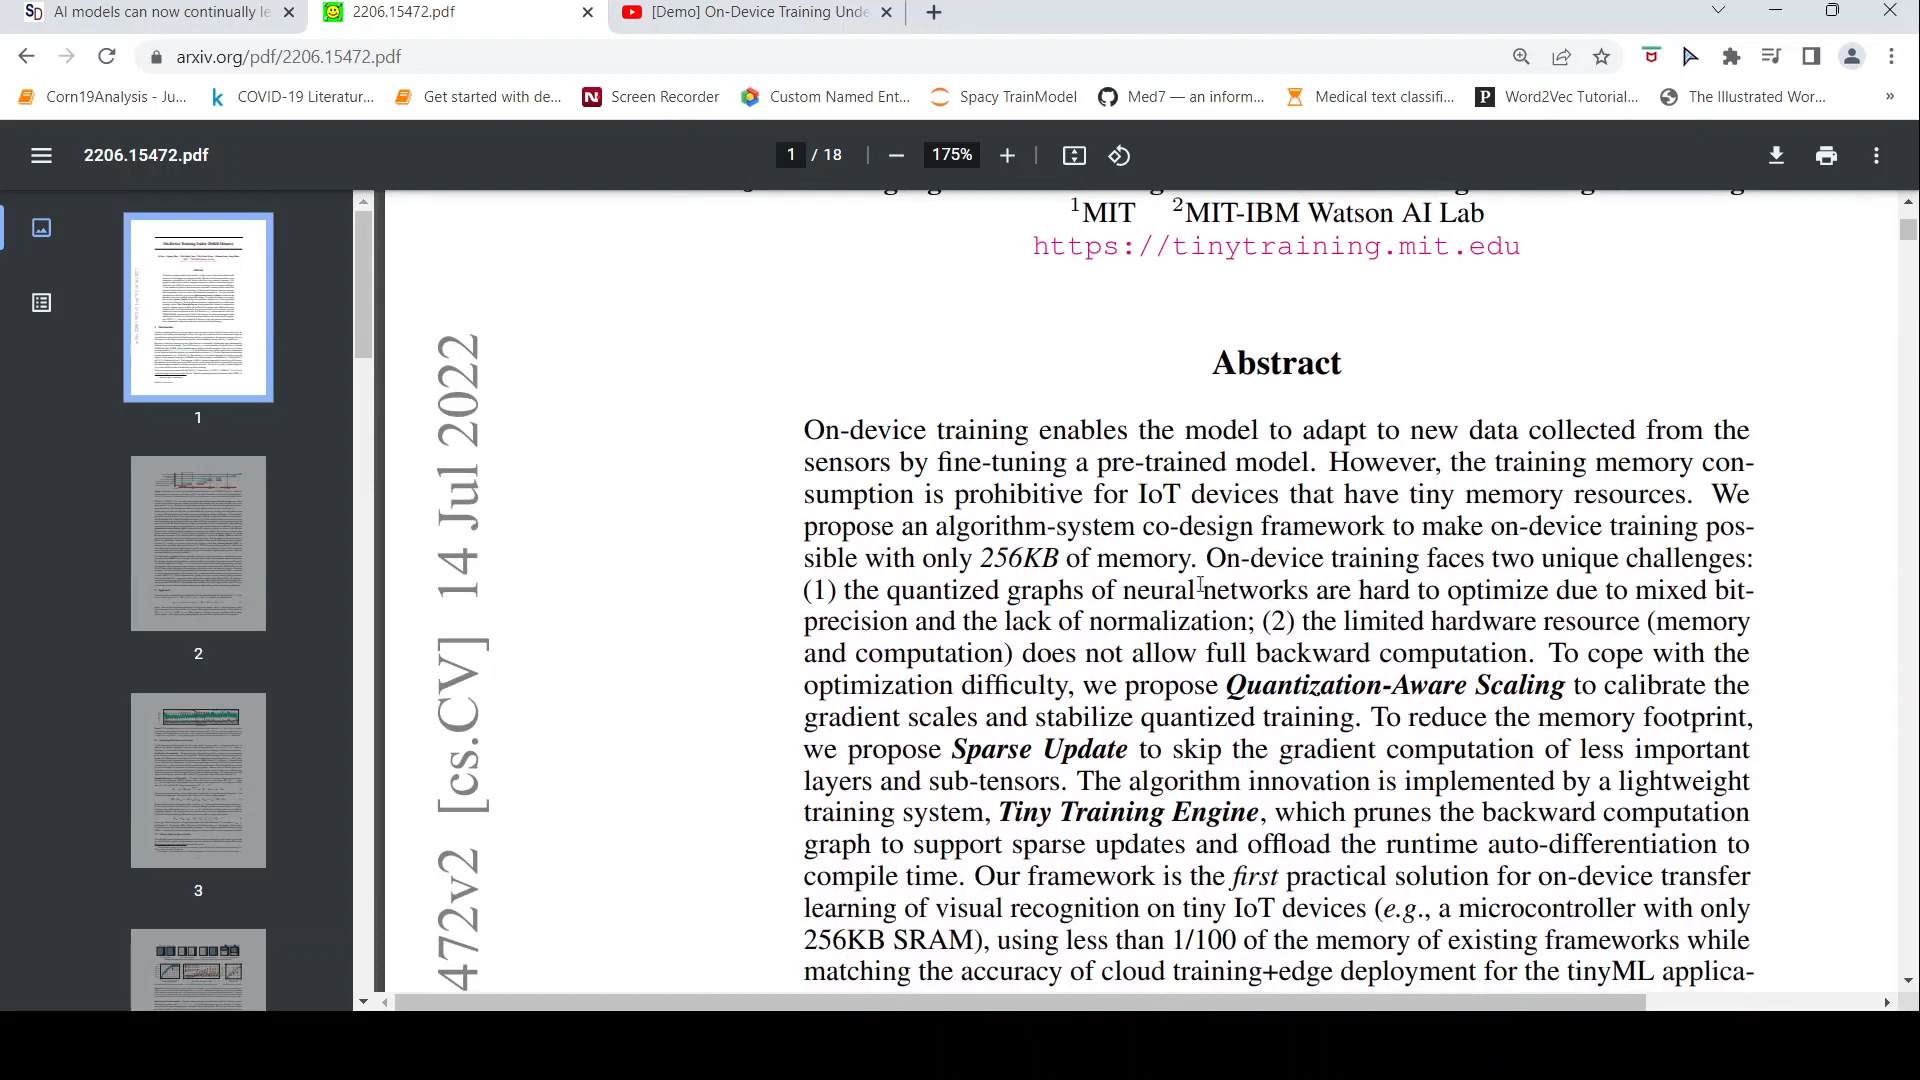 AI models can now continually le
2206.15472.pdf
[Demo] On-Device Training Unde
arxiv.org/pdf/2206.15472.pdf
Corn19Analysis - Ju...
COVID-19 Literatur...
Get started with de...
Screen Recorder
Custom Named Ent...
Spacy TrainModel
Med7 — an inform...
Medical text classifi...
Word2Vec Tutorial...
The Illustrated Wor...
»
2206.15472.pdf
1 / 18
175%
1
2
3
472v2 [cs.CV] 14 Jul 2022
1MIT 2MIT-IBM Watson AI Lab
https://tinytraining.mit.edu
Abstract
On-device training enables the model to adapt to new data collected from the
sensors by fine-tuning a pre-trained model. However, the training memory con-
sumption is prohibitive for IoT devices that have tiny memory resources. We
propose an algorithm-system co-design framework to make on-device training pos-
sible with only 256KB of memory. On-device training faces two unique challenges:
(1) the quantized graphs of neural networks are hard to optimize due to mixed bit-
precision and the lack of normalization; (2) the limited hardware resource (memory
and computation) does not allow full backward computation. To cope with the
optimization difficulty, we propose Quantization-Aware Scaling to calibrate the
gradient scales and stabilize quantized training. To reduce the memory footprint,
we propose Sparse Update to skip the gradient computation of less important
layers and sub-tensors. The algorithm innovation is implemented by a lightweight
training system, Tiny Training Engine, which prunes the backward computation
graph to support sparse updates and offload the runtime auto-differentiation to
compile time. Our framework is the first practical solution for on-device transfer
learning of visual recognition on tiny IoT devices (e.g., a microcontroller with only
256KB SRAM), using less than 1/100 of the memory of existing frameworks while
matching the accuracy of cloud training+edge deployment for the tinyML applica-